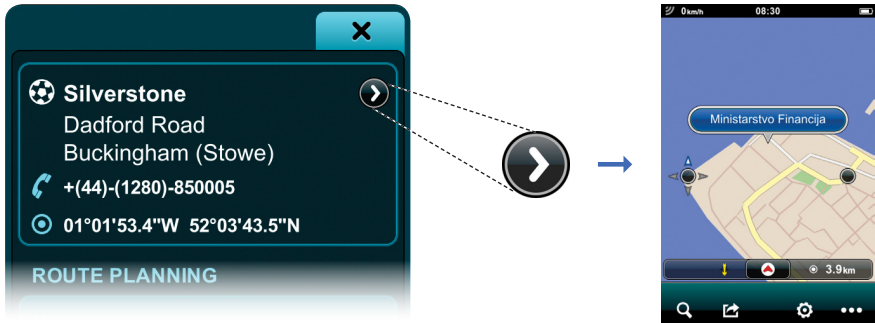 Silverstone
Dadford Road
Buckingham (Stowe)
+(44)-(1280)-850005
01°01'53.4"W 52°03'43.5"N
ROUTE PLANNING
0km/h 08:30
Ministarstvo Financija
3.9km